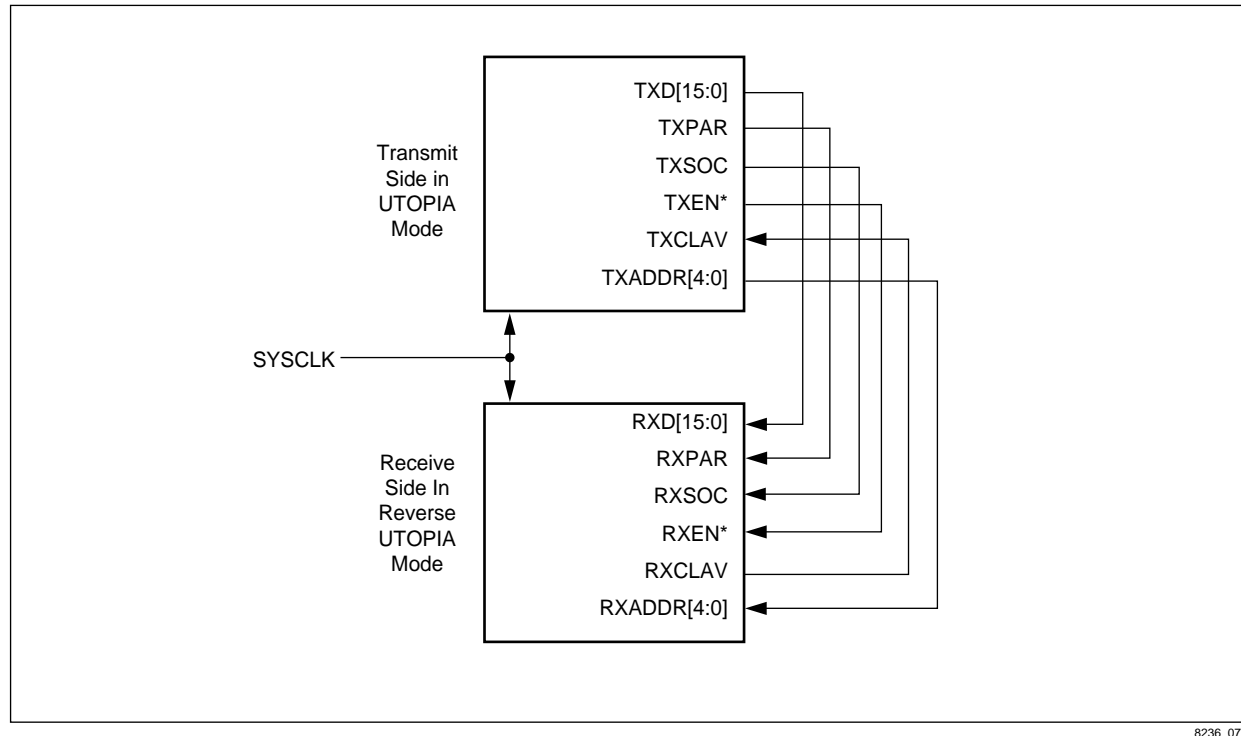 TXD[15:0]
TXPAR
TXSOC
TXEN*
TXCLAV
TXADDR[4:0]
Transmit
Side in
UTOPIA
Mode
SYSCLK
RXD[15:0]
RXPAR
RXSOC
RXEN*
RXCLAV
RXADDR[4:0]
Receive
Side In
Reverse
UTOPIA
Mode